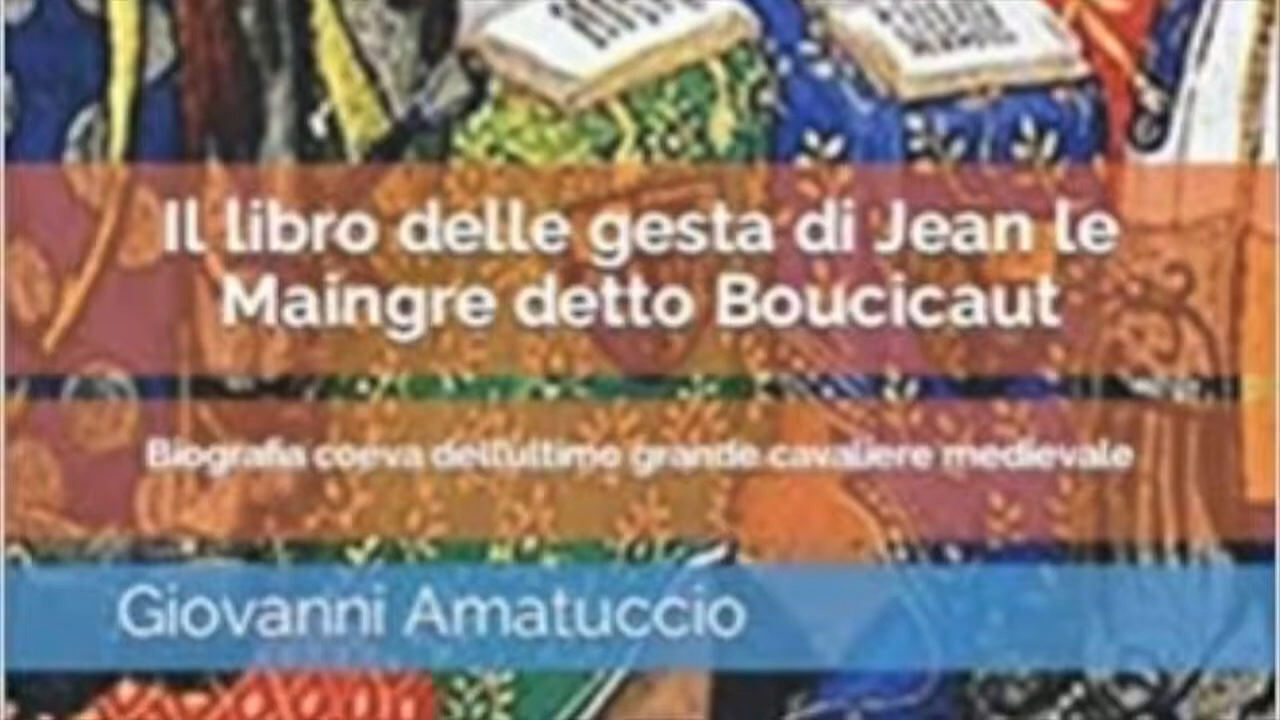 Il libro delle gesta di Jean le
Maingre detto Boucicaut
Biografia coeva dell'ultimo grande cavaliere medievale
Giovanni Amatuccio